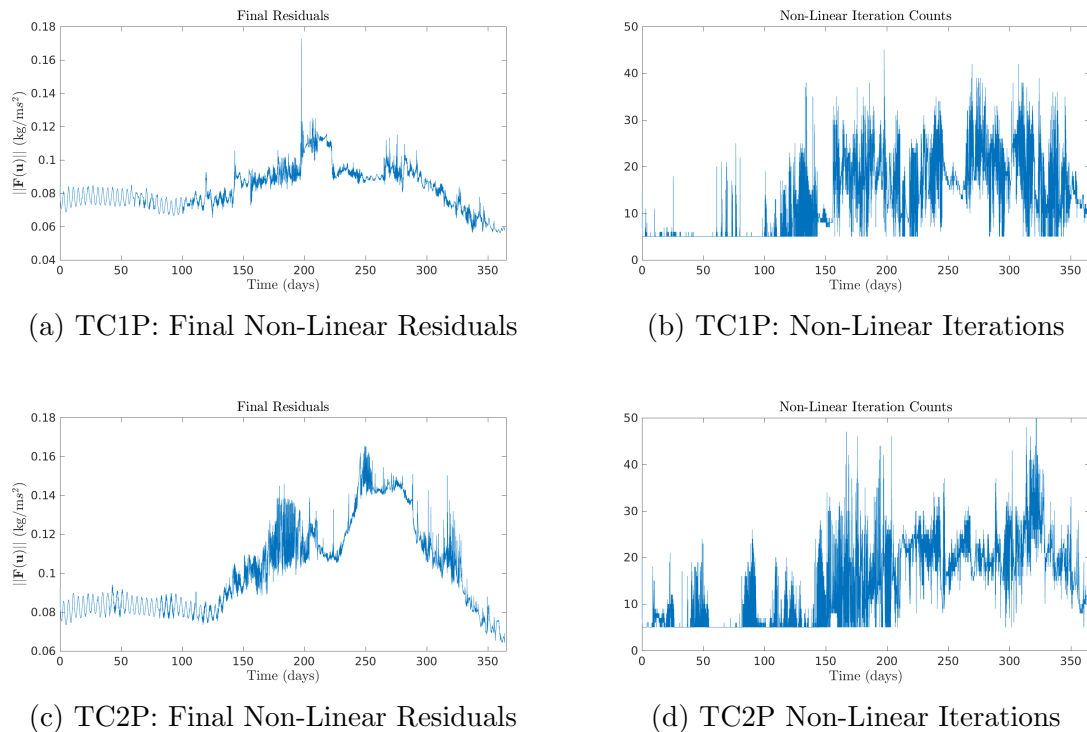 Final Residuals
0.18
0.16
0.14
0.12
0.1
0.08
0.06
0.04
||F(u)|| (kg/ms²)
0 50 100 150 200 250 300 350
Time (days)
(a) TC1P: Final Non-Linear Residuals
Non-Linear Iteration Counts
50
40
30
20
10
0
0 50 100 150 200 250 300 350
Time (days)
(b) TC1P: Non-Linear Iterations
Final Residuals
0.18
0.16
0.14
0.12
0.1
0.08
0.06
||F(u)|| (kg/ms²)
0 50 100 150 200 250 300 350
Time (days)
(c) TC2P: Final Non-Linear Residuals
Non-Linear Iteration Counts
50
40
30
20
10
0
0 50 100 150 200 250 300 350
Time (days)
(d) TC2P Non-Linear Iterations